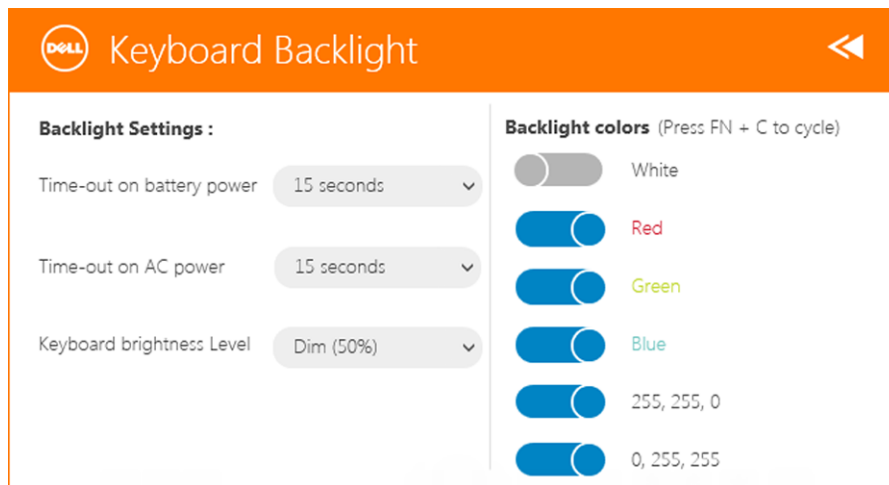 DELL Keyboard Backlight
Backlight Settings :
Time-out on battery power 15 seconds
Time-out on AC power 15 seconds
Keyboard brightness Level Dim (50%)
Backlight colors (Press FN + C to cycle)
White
Red
Green
Blue
255, 255, 0
0, 255, 255